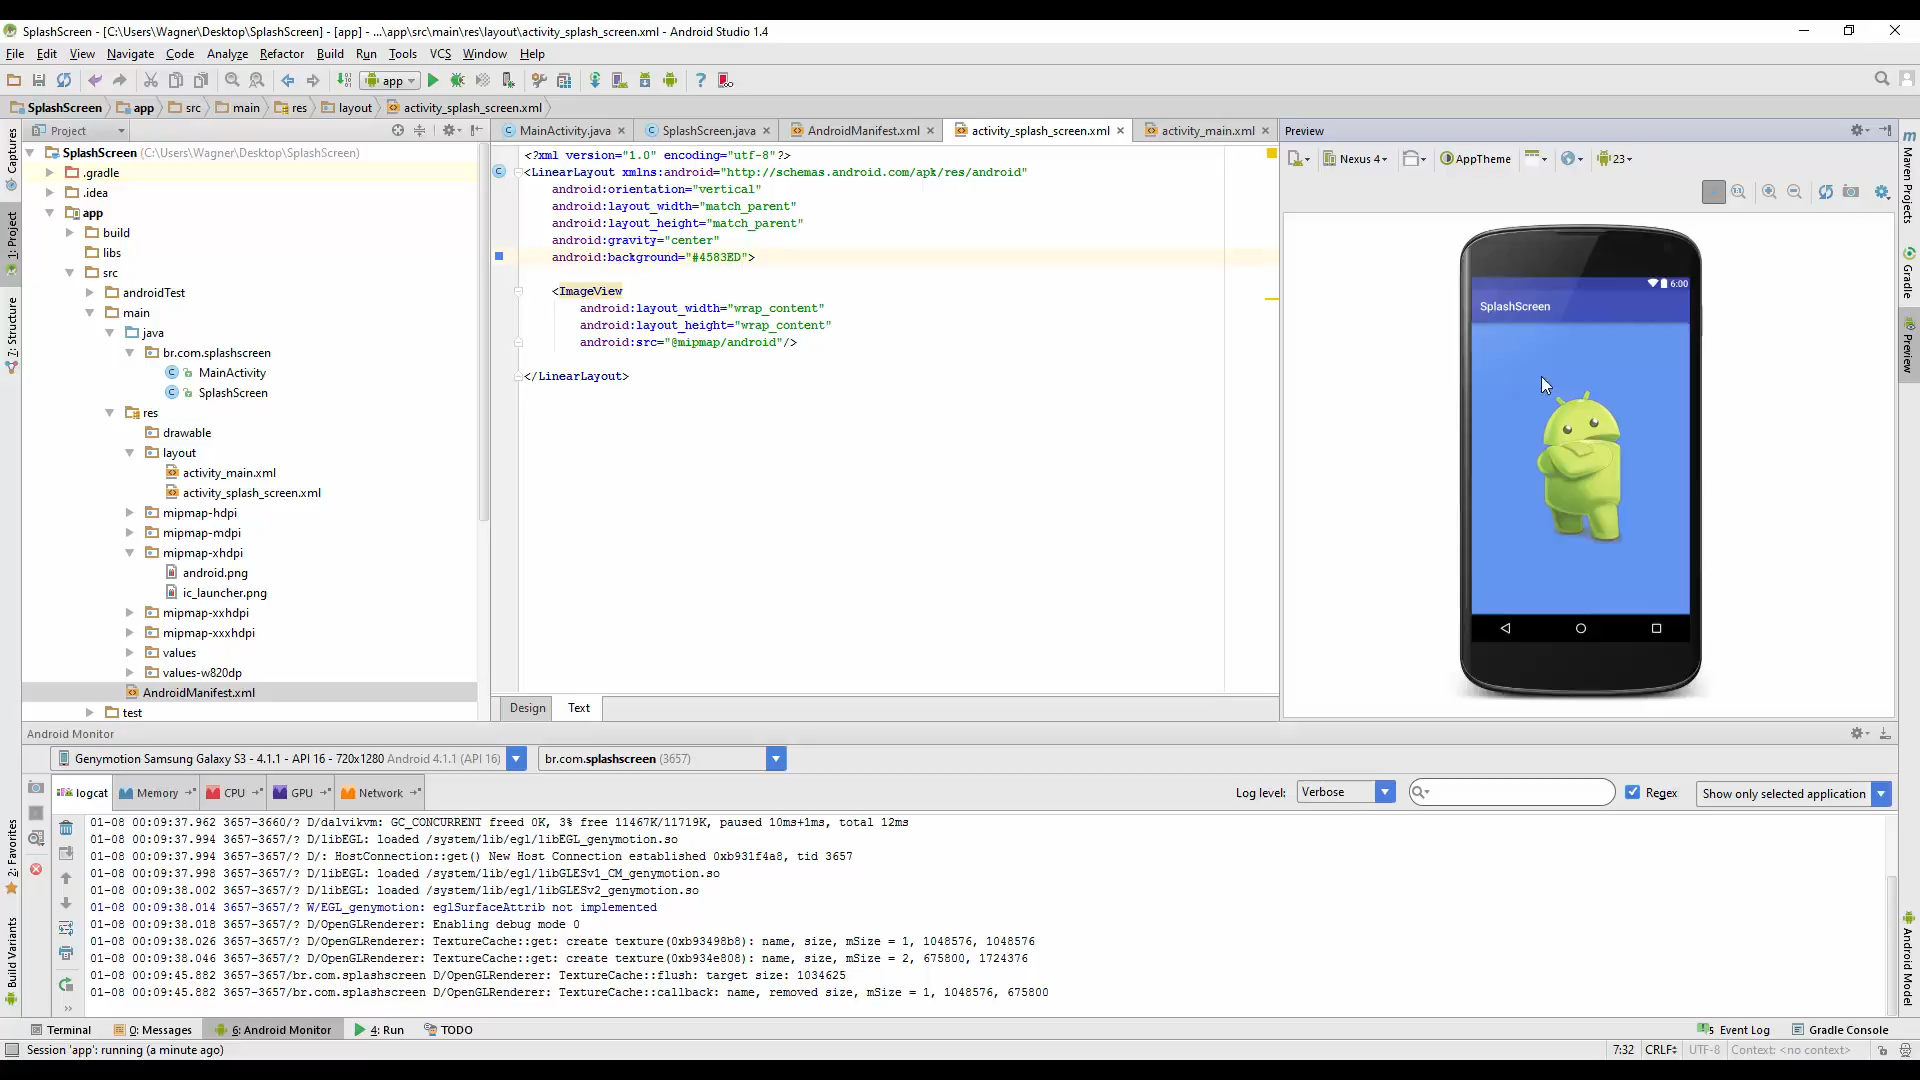 SplashScreen - [C:\Users\Wagner\Desktop\SplashScreen] - [app] - ...\app\src\main\res\layout\activity_splash_screen.xml - Android Studio 1.4
File Edit View Navigate Code Analyze Refactor Build Run Tools VCS Window Help
app
SplashScreen app src main res layout activity_splash_screen.xml
Project
MainActivity.java SplashScreen.java AndroidManifest.xml activity_splash_screen.xml activity_main.xml
Preview
Captures
1: Project
7: Structure
2: Favorites
Build Variants
SplashScreen (C:\Users\Wagner\Desktop\SplashScreen)
.gradle
.idea
app
build
libs
src
androidTest
main
java
br.com.splashscreen
MainActivity
SplashScreen
res
drawable
layout
activity_main.xml
activity_splash_screen.xml
mipmap-hdpi
mipmap-mdpi
mipmap-xhdpi
android.png
ic_launcher.png
mipmap-xxhdpi
mipmap-xxxhdpi
values
values-w820dp
AndroidManifest.xml
test
<?xml version="1.0" encoding="utf-8"?>
<LinearLayout xmlns:android="http://schemas.android.com/apk/res/android"
android:orientation="vertical"
android:layout_width="match_parent"
android:layout_height="match_parent"
android:gravity="center"
android:background="#4583ED">
<ImageView
android:layout_width="wrap_content"
android:layout_height="wrap_content"
android:src="@mipmap/android"/>
</LinearLayout>
Design Text
Nexus 4 AppTheme 23
6:00
SplashScreen
Maven Projects
Gradle
Preview
Android Model
Android Monitor
Genymotion Samsung Galaxy S3 - 4.1.1 - API 16 - 720x1280 Android 4.1.1 (API 16)
br.com.splashscreen (3657)
logcat Memory CPU GPU Network
Log level: Verbose Regex Show only selected application
01-08 00:09:37.962 3657-3660/? D/dalvikvm: GC_CONCURRENT freed 0K, 3% free 11467K/11719K, paused 10ms+1ms, total 12ms
01-08 00:09:37.994 3657-3657/? D/libEGL: loaded /system/lib/egl/libEGL_genymotion.so
01-08 00:09:37.994 3657-3657/? D/: HostConnection::get() New Host Connection established 0xb931f4a8, tid 3657
01-08 00:09:37.998 3657-3657/? D/libEGL: loaded /system/lib/egl/libGLESv1_CM_genymotion.so
01-08 00:09:38.002 3657-3657/? D/libEGL: loaded /system/lib/egl/libGLESv2_genymotion.so
01-08 00:09:38.014 3657-3657/? W/EGL_genymotion: eglSurfaceAttrib not implemented
01-08 00:09:38.018 3657-3657/? D/OpenGLRenderer: Enabling debug mode 0
01-08 00:09:38.026 3657-3657/? D/OpenGLRenderer: TextureCache::get: create texture(0xb93498b8): name, size, mSize = 1, 1048576, 1048576
01-08 00:09:38.046 3657-3657/? D/OpenGLRenderer: TextureCache::get: create texture(0xb934e808): name, size, mSize = 2, 675800, 1724376
01-08 00:09:45.882 3657-3657/br.com.splashscreen D/OpenGLRenderer: TextureCache::flush: target size: 1034625
01-08 00:09:45.882 3657-3657/br.com.splashscreen D/OpenGLRenderer: TextureCache::callback: name, removed size, mSize = 1, 1048576, 675800
Terminal 0: Messages 6: Android Monitor 4: Run TODO
5 Event Log Gradle Console
Session 'app': running (a minute ago)
7:32 CRLF UTF-8 Context: <no context>